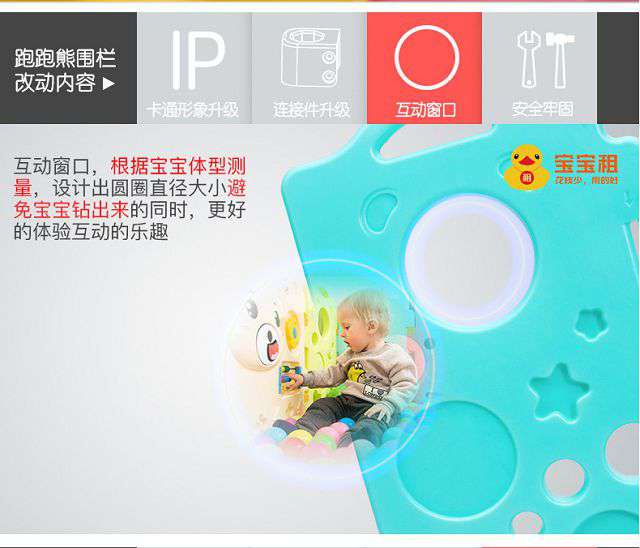 跑跑熊围栏
改动内容▶
IP
卡通形象升级
连接件升级
互动窗口
安全牢固
互动窗口，根据宝宝体型测
量，设计出圆圈直径大小避
免宝宝钻出来的同时，更好
的体验互动的乐趣
租
宝宝租
花钱少，用的好